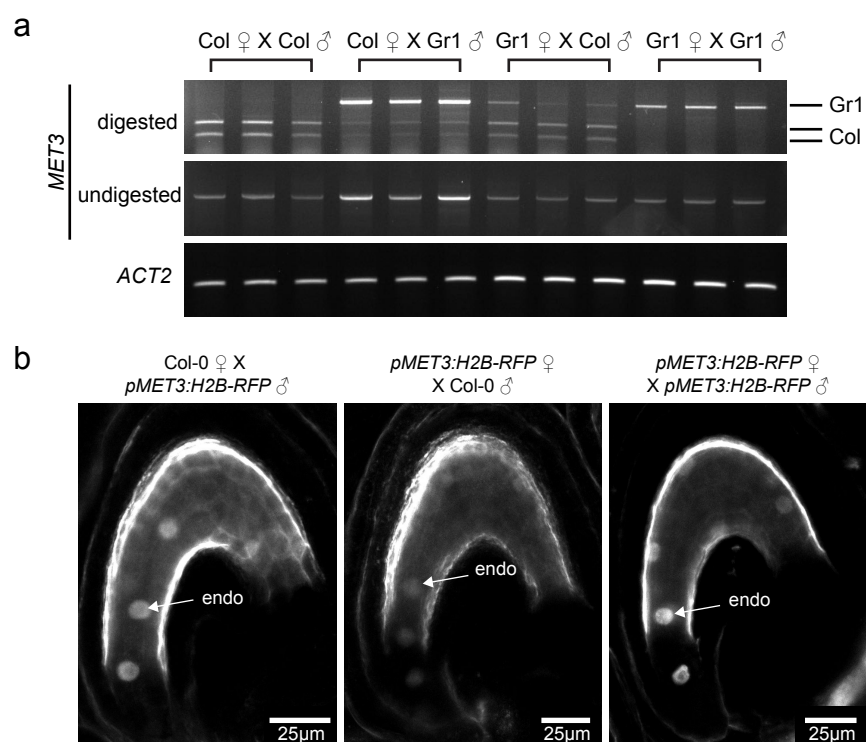 a
Col ♀ X Col ♂ Col ♀ X Gr1 ♂ Gr1 ♀ X Col ♂ Gr1 ♀ X Gr1 ♂
MET3
digested
Gr1
Col
undigested
ACT2
b
Col-0 ♀ X
pMET3:H2B-RFP ♂
pMET3:H2B-RFP ♀
X Col-0 ♂
pMET3:H2B-RFP ♀
X pMET3:H2B-RFP ♂
endo
endo
endo
25µm
25µm
25µm